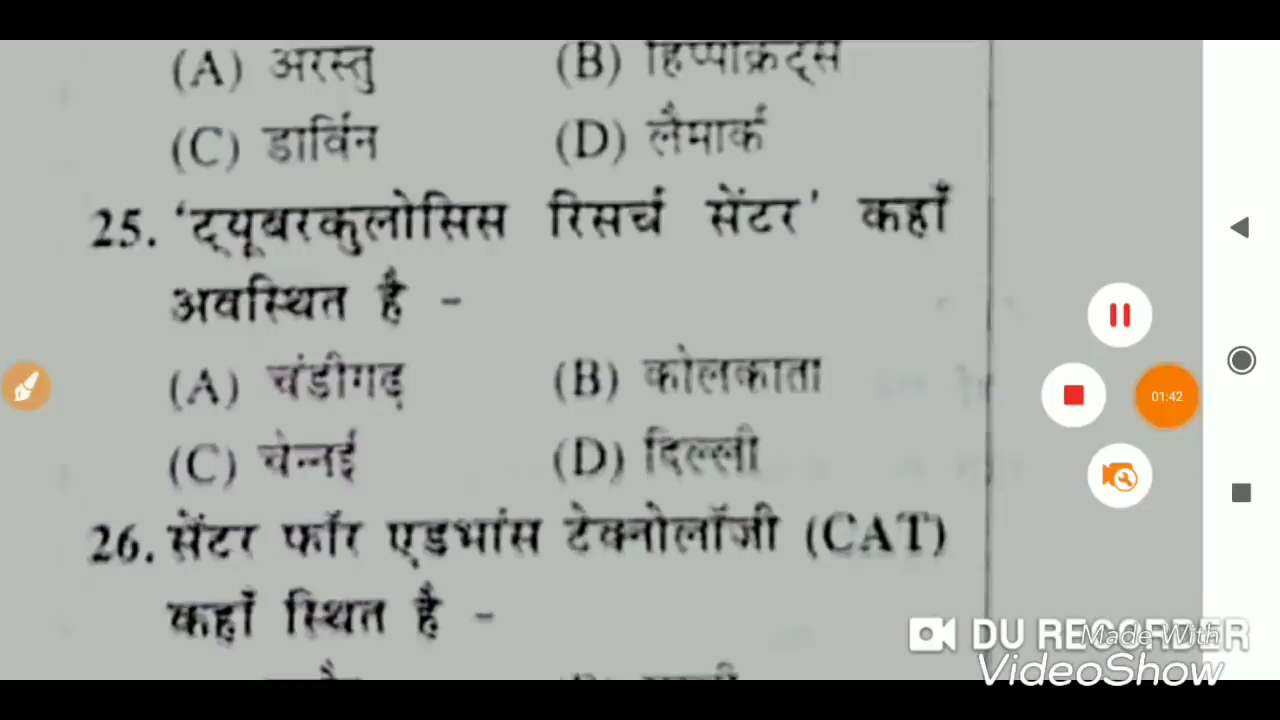 (A) अरस्तु (B) हिप्पोक्रेट्स
(C) डार्विन (D) लैमार्क
25. ‘ट्यूबरकुलोसिस रिसर्च सेंटर’ कहाँ
अवस्थित है -
(A) चंडीगढ़ (B) कोलकाता
(C) चेन्नई (D) दिल्ली
26. सेंटर फॉर एडभांस टेक्नोलॉजी (CAT)
कहाँ स्थित है -
01:42
DU RECORDER
Made With
VideoShow